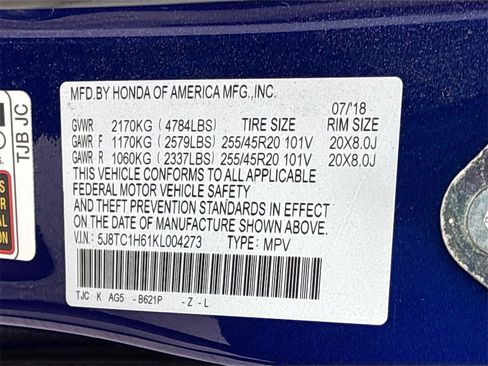 MFD.BY HONDA OF AMERICA MFG.,INC.
07/'18
GVWR 2170KG ( 4784LBS) TIRE SIZE RIM SIZE
GAWR F 1170KG ( 2579LBS) 255/45R20 101V 20X8.0J
GAWR R 1060KG ( 2337LBS) 255/45R20 101V 20X8.0J
THIS VEHICLE CONFORMS TO ALL APPLICABLE
FEDERAL MOTOR VEHICLE SAFETY
AND THEFT PREVENTION STANDARDS IN EFFECT
ON THE DATE OF MANUFACTURE SHOWN ABOVE.
V.I.N.: 5J8TC1H61KL004273 TYPE: MPV
TJC K AG5 - B621P - Z - L
TJB JC